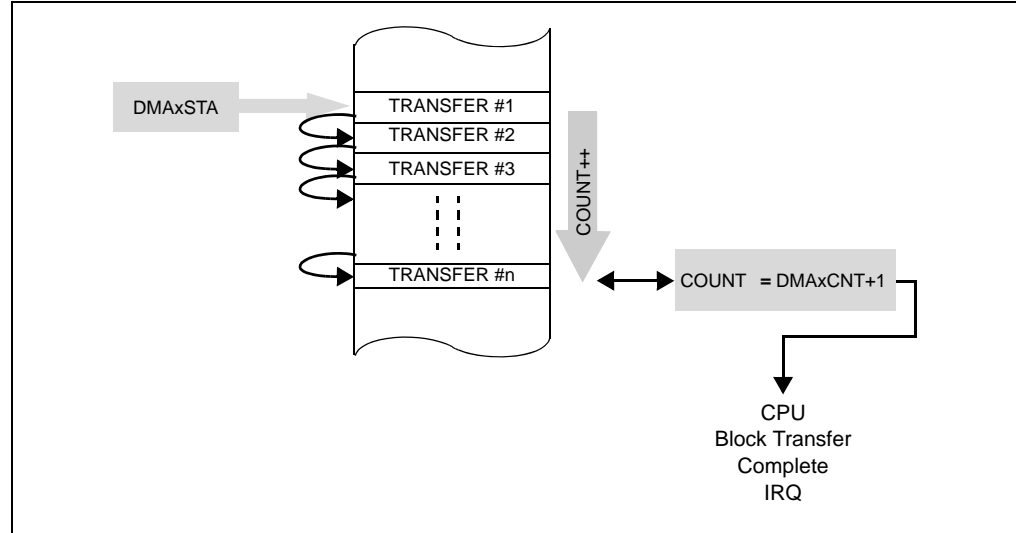 DMAxSTA
TRANSFER #1
TRANSFER #2
TRANSFER #3
TRANSFER #n
COUNT++
COUNT = DMAxCNT+1
CPU
Block Transfer
Complete
IRQ